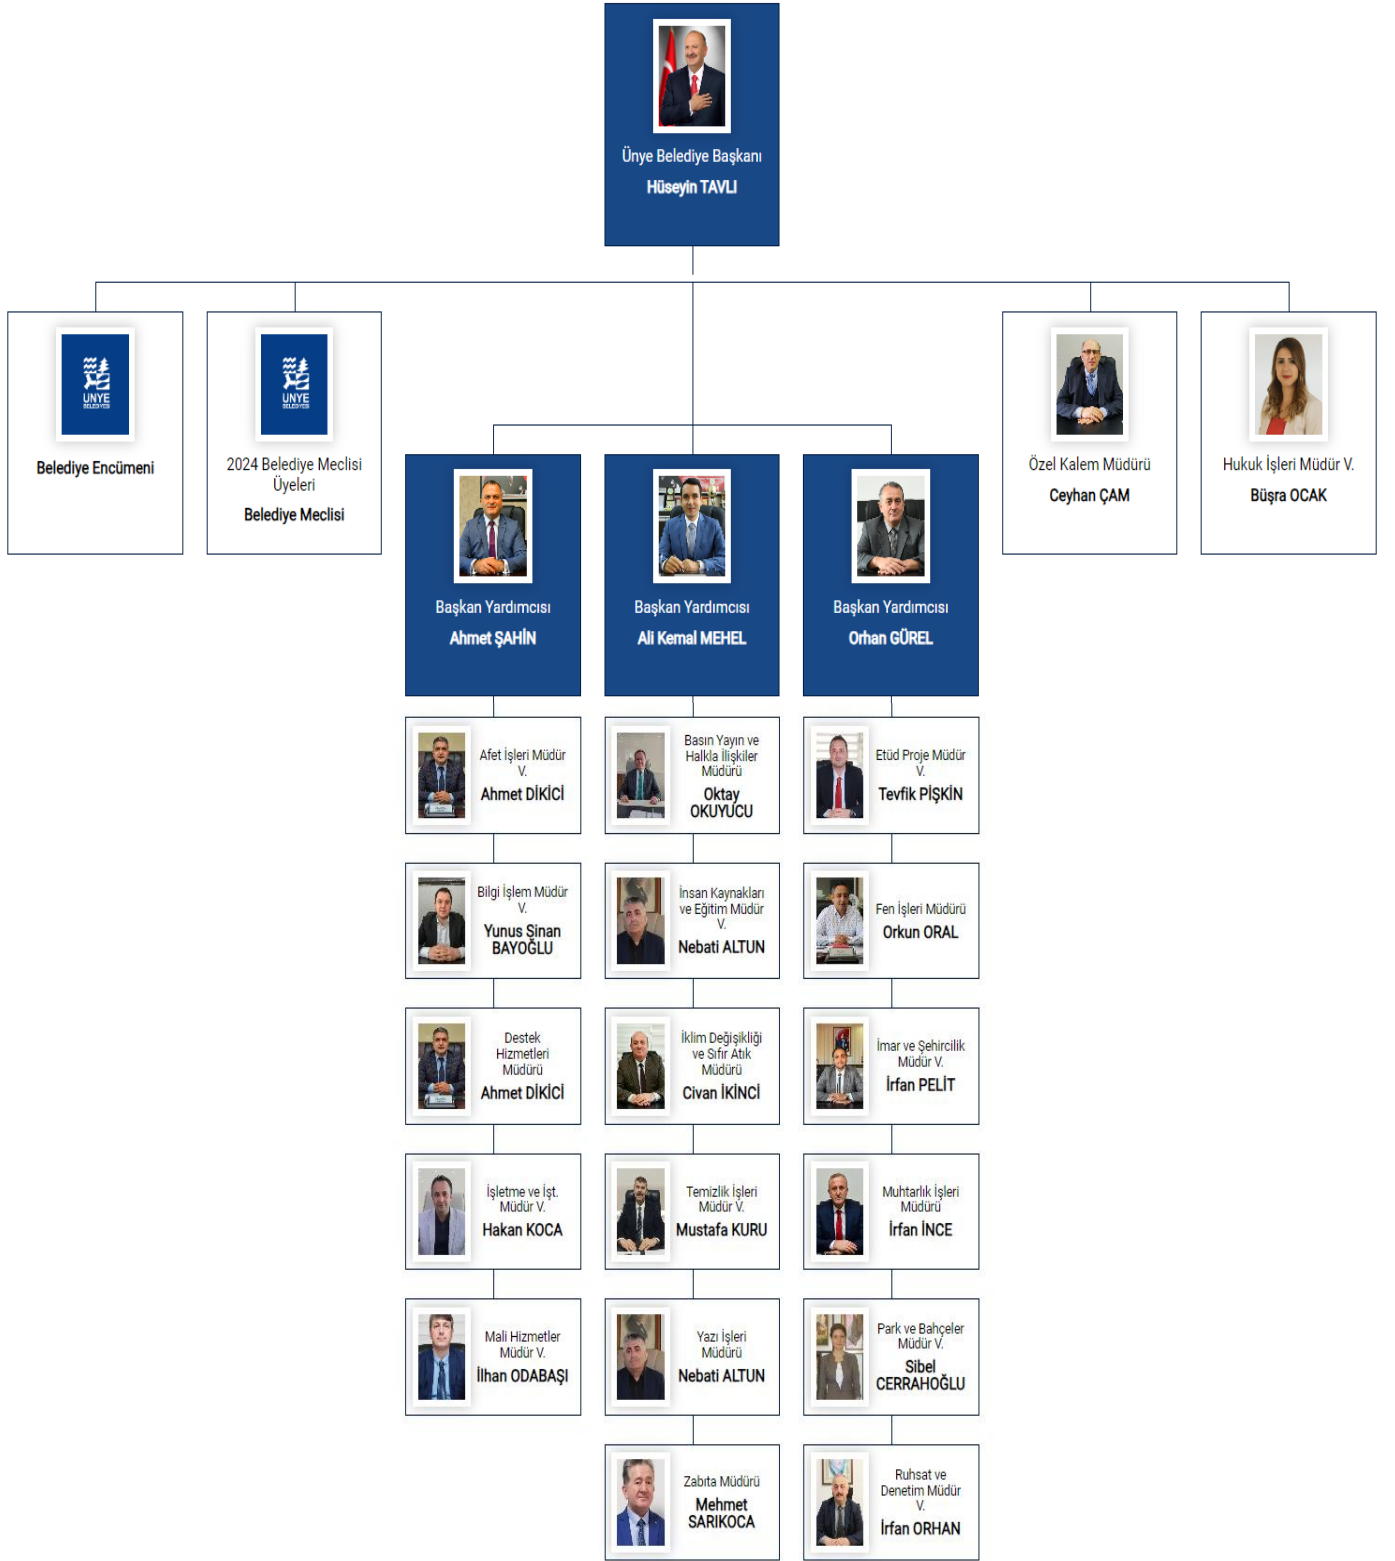 Ünye Belediye Başkanı
Hüseyin TAVLI
ÜNYE
BELEDİYESİ
Belediye Encümeni
ÜNYE
BELEDİYESİ
2024 Belediye Meclisi
Üyeleri
Belediye Meclisi
Özel Kalem Müdürü
Ceyhan ÇAM
Hukuk İşleri Müdür V.
Büşra OCAK
Başkan Yardımcısı
Ahmet ŞAHİN
Başkan Yardımcısı
Ali Kemal MEHEL
Başkan Yardımcısı
Orhan GÜREL
Afet İşleri Müdür
V.
Ahmet DİKİCİ
Basın Yayın ve
Halkla İlişkiler
Müdürü
Oktay
OKUYUCU
Etüd Proje Müdür
V.
Tevfik PİŞKİN
Bilgi İşlem Müdür
V.
Yunus Sinan
BAYOĞLU
İnsan Kaynakları
ve Eğitim Müdür
V.
Nebati ALTUN
Fen İşleri Müdürü
Orkun ORAL
Destek
Hizmetleri
Müdürü
Ahmet DİKİCİ
İklim Değişikliği
ve Sıfır Atık
Müdürü
Civan İKİNCİ
İmar ve Şehircilik
Müdür V.
İrfan PELİT
İşletme ve İşt.
Müdür V.
Hakan KOCA
Temizlik İşleri
Müdür V.
Mustafa KURU
Muhtarlık İşleri
Müdürü
İrfan İNCE
Mali Hizmetler
Müdür V.
İlhan ODABAŞI
Yazı İşleri
Müdürü
Nebati ALTUN
Park ve Bahçeler
Müdür V.
Sibel
CERRAHOĞLU
Zabıta Müdürü
Mehmet
SARIKOCA
Ruhsat ve
Denetim Müdür
V.
İrfan ORHAN